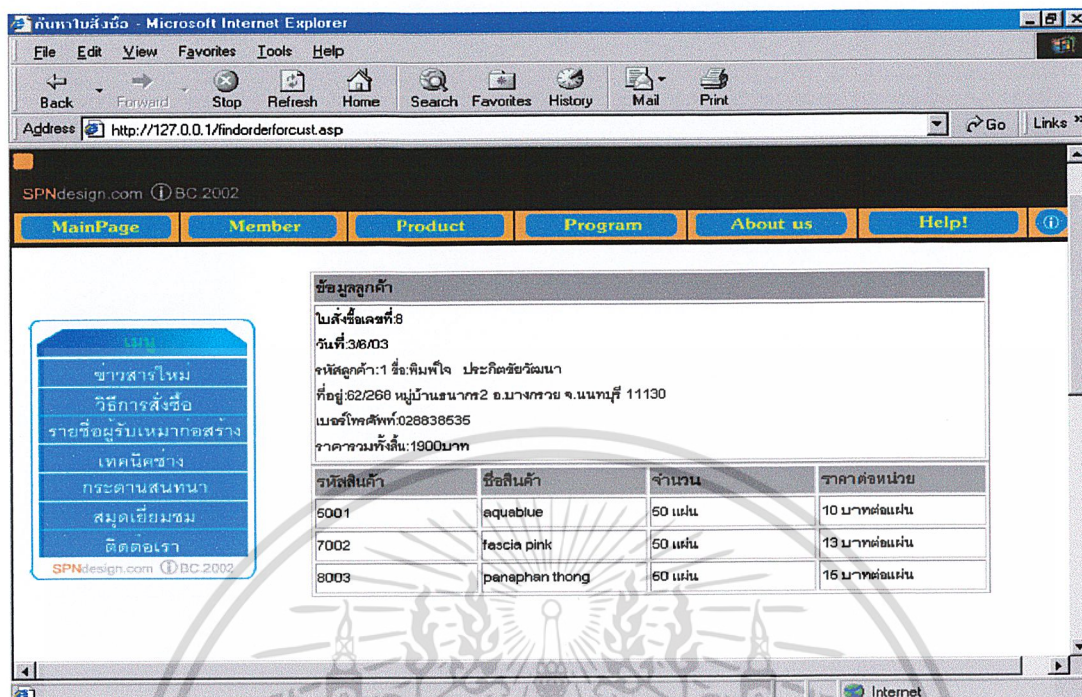 ค้นหาใบสั่งซื้อ - Microsoft Internet Explorer
File Edit View Favorites Tools Help
Back Forward Stop Refresh Home Search Favorites History Mail Print
Address http://127.0.0.1/findorderforcust.asp Go Links »
SPNdesign.com i BC.2002
MainPage Member Product Program About us Help! i
เมนู
ข่าวสารใหม่
วิธีการสั่งซื้อ
รายชื่อผู้รับเหมาก่อสร้าง
เทคนิคช่าง
กระดานสนทนา
สมุดเยี่ยมชม
ติดต่อเรา
SPNdesign.com i BC.2002
ข้อมูลลูกค้า
ใบสั่งซื้อเลขที่:8
วันที่:3/6/03
รหัสลูกค้า:1 ชื่อ:พิมพ์ใจ ประกิตชัยวัฒนา
ที่อยู่:62/268 หมู่บ้านธนากร2 อ.บางกรวย จ.นนทบุรี 11130
เบอร์โทรศัพท์:028838535
ราคารวมทั้งสิ้น:1900บาท
รหัสสินค้า ชื่อสินค้า จำนวน ราคาต่อหน่วย
5001 aquablue 50 แผ่น 10 บาทต่อแผ่น
7002 fascia pink 50 แผ่น 13 บาทต่อแผ่น
8003 panaphan thong 50 แผ่น 15 บาทต่อแผ่น
Internet